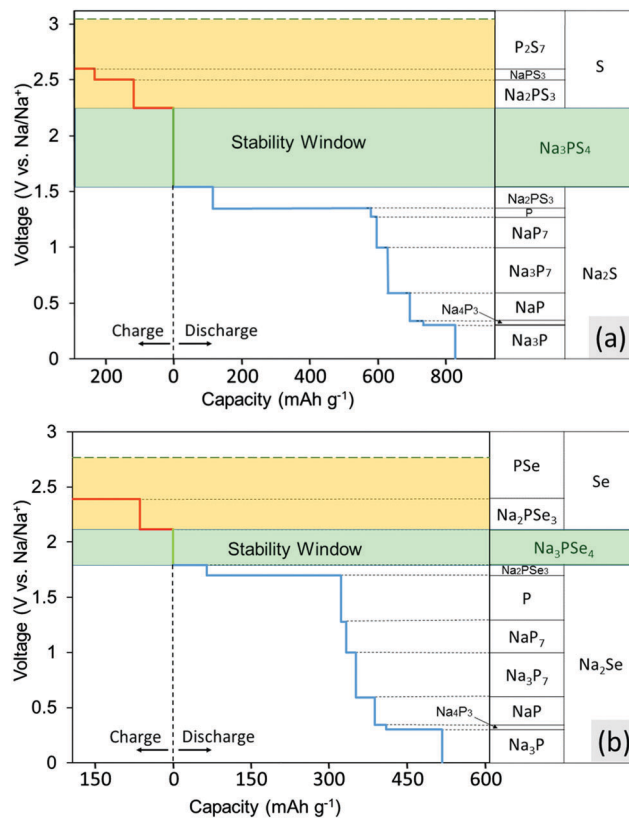 3
2.5
2
1.5
1
0.5
0
Voltage (V vs. Na/Na⁺)
Stability Window
Charge
Discharge
200
0
200
400
600
800
Capacity (mAh g⁻¹)
P₂S₇
NaPS₃
Na₂PS₃
S
Na₃PS₄
Na₂PS₃
P
NaP₇
Na₃P₇
Na₄P₃
NaP
Na₃P
Na₂S
(a)
3
2.5
2
1.5
1
0.5
0
Voltage (V vs. Na/Na⁺)
Stability Window
Charge
Discharge
150
0
150
300
450
600
Capacity (mAh g⁻¹)
PSe
Na₂PSe₃
Se
Na₃PSe₄
Na₂PSe₃
P
NaP₇
Na₃P₇
Na₄P₃
NaP
Na₃P
Na₂Se
(b)